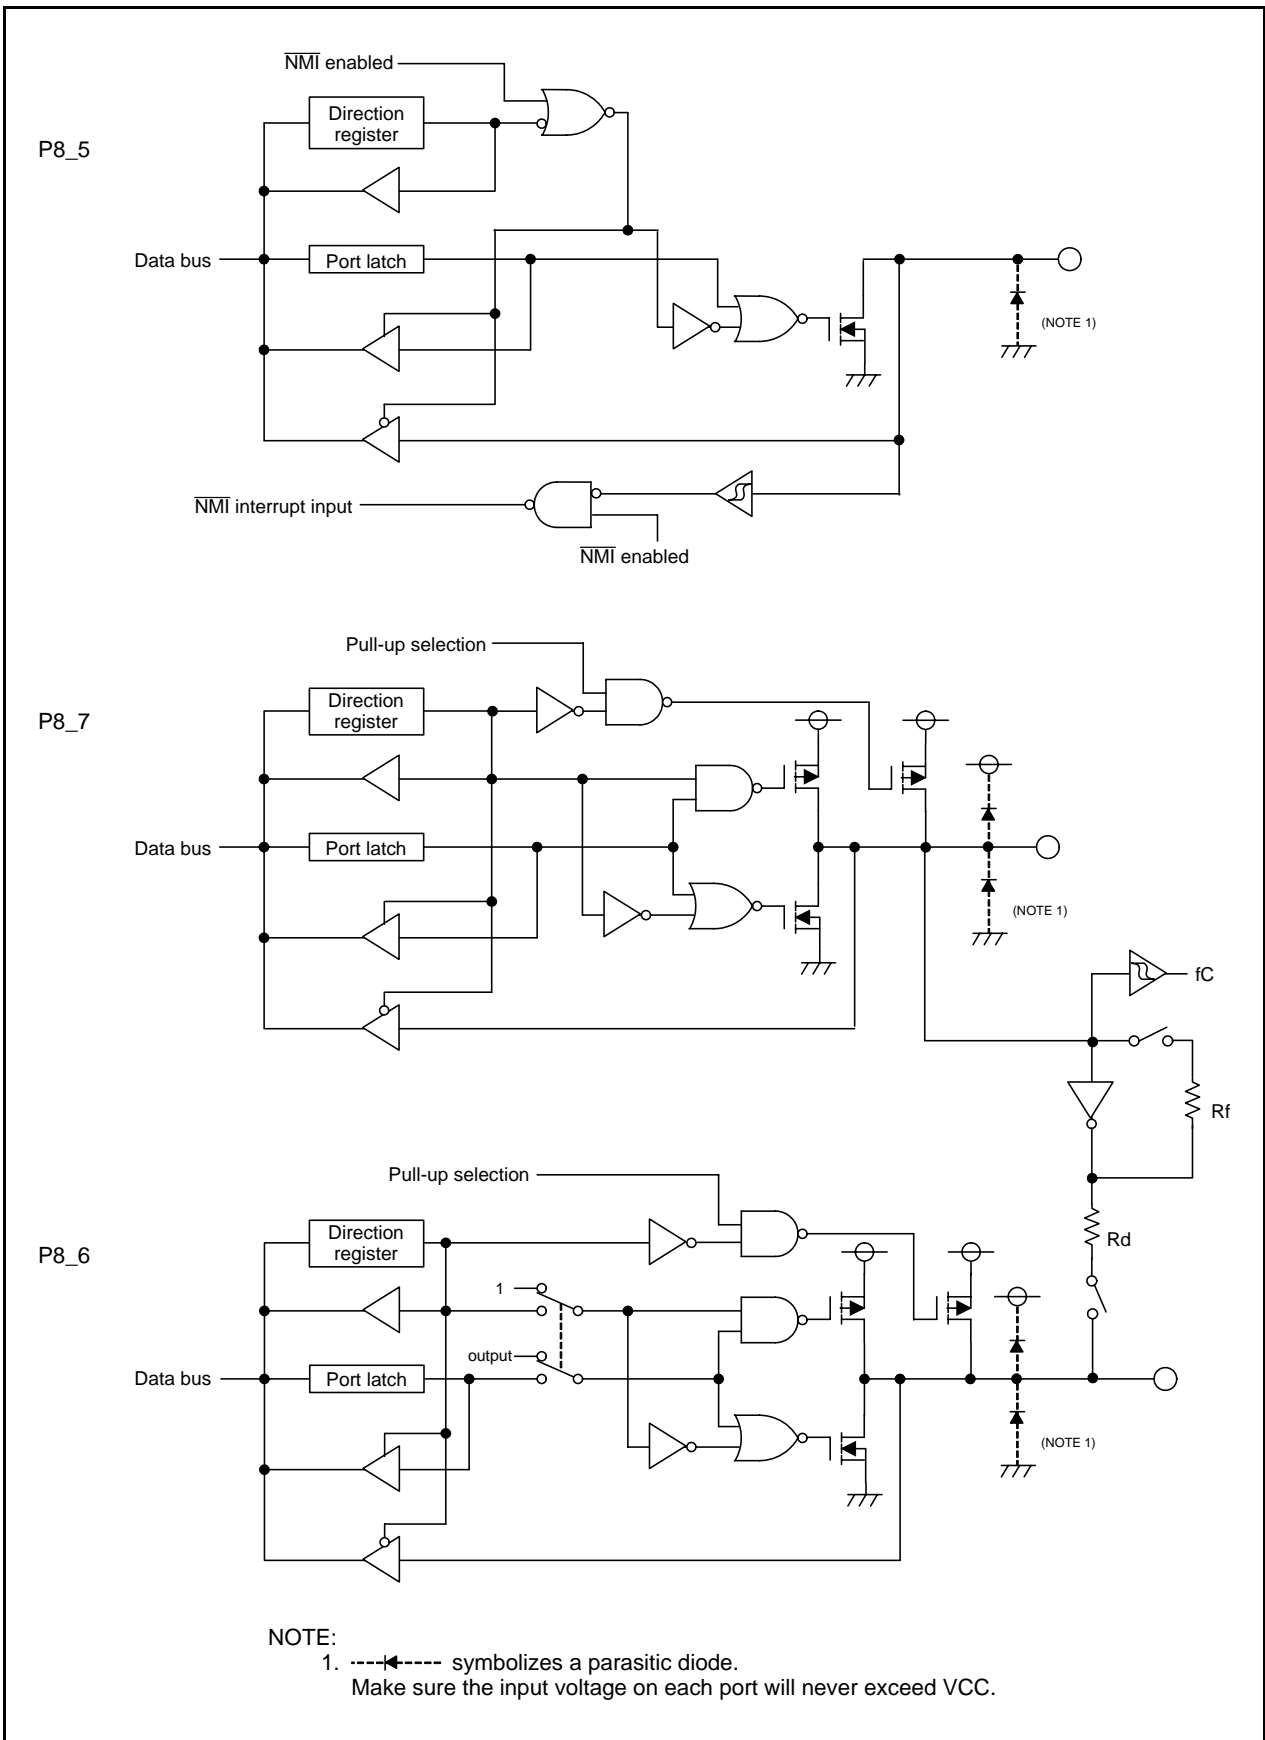 N̅M̅I̅ enabled
Direction
register
P8_5
Data bus
Port latch
(NOTE 1)
N̅M̅I̅ interrupt input
N̅M̅I̅ enabled
Pull-up selection
Direction
register
P8_7
Data bus
Port latch
(NOTE 1)
fC
Rf
Pull-up selection
Direction
register
P8_6
Rd
1
output
Data bus
Port latch
(NOTE 1)
NOTE:
1. symbolizes a parasitic diode.
Make sure the input voltage on each port will never exceed VCC.